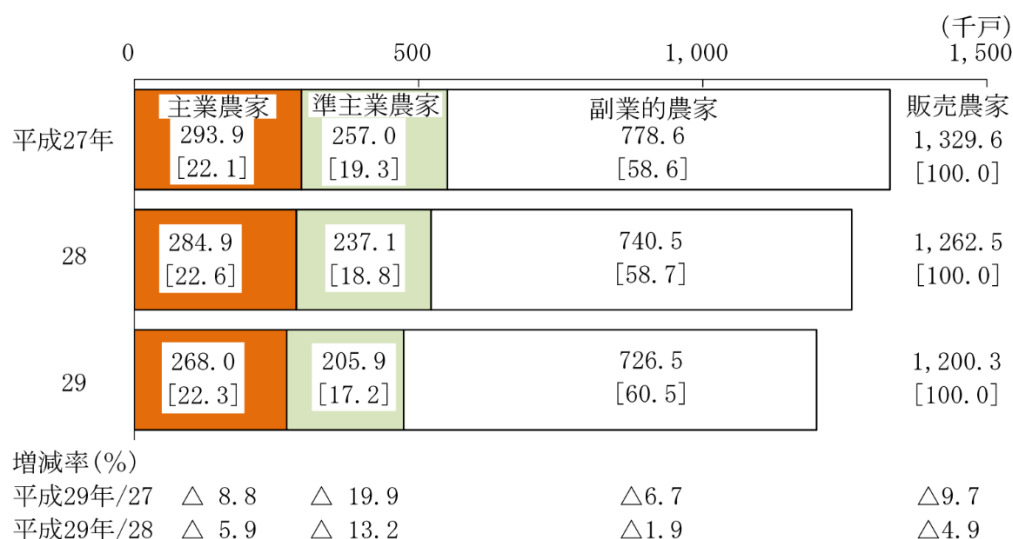 (千戸)
0 500 1,000 1,500
主業農家 準主業農家 副業的農家 販売農家
平成27年 293.9 257.0 778.6 1,329.6
[22.1] [19.3] [58.6] [100.0]
28 284.9 237.1 740.5 1,262.5
[22.6] [18.8] [58.7] [100.0]
29 268.0 205.9 726.5 1,200.3
[22.3] [17.2] [60.5] [100.0]
増減率(%)
平成29年/27 △ 8.8 △ 19.9 △6.7 △9.7
平成29年/28 △ 5.9 △ 13.2 △1.9 △4.9